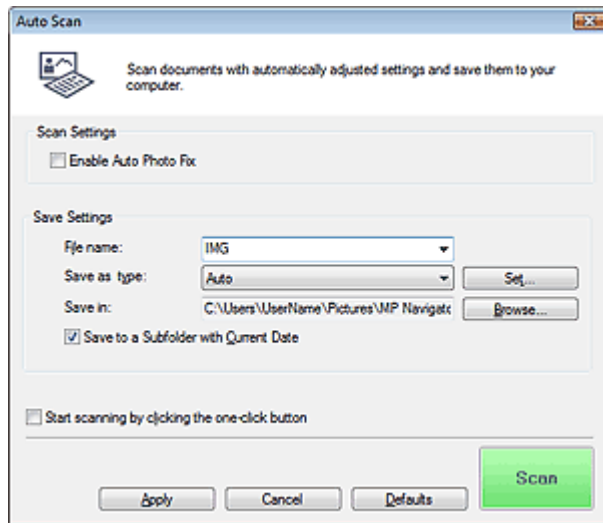 Auto Scan
Scan documents with automatically adjusted settings and save them to your
computer.
Scan Settings
Enable Auto Photo Fix
Save Settings
File name:
IMG
Save as type:
Auto
Set...
Save in:
C:\Users\UserName\Pictures\MP Navigatc
Browse...
Save to a Subfolder with Current Date
Start scanning by clicking the one-click button
Scan
Apply
Cancel
Defaults